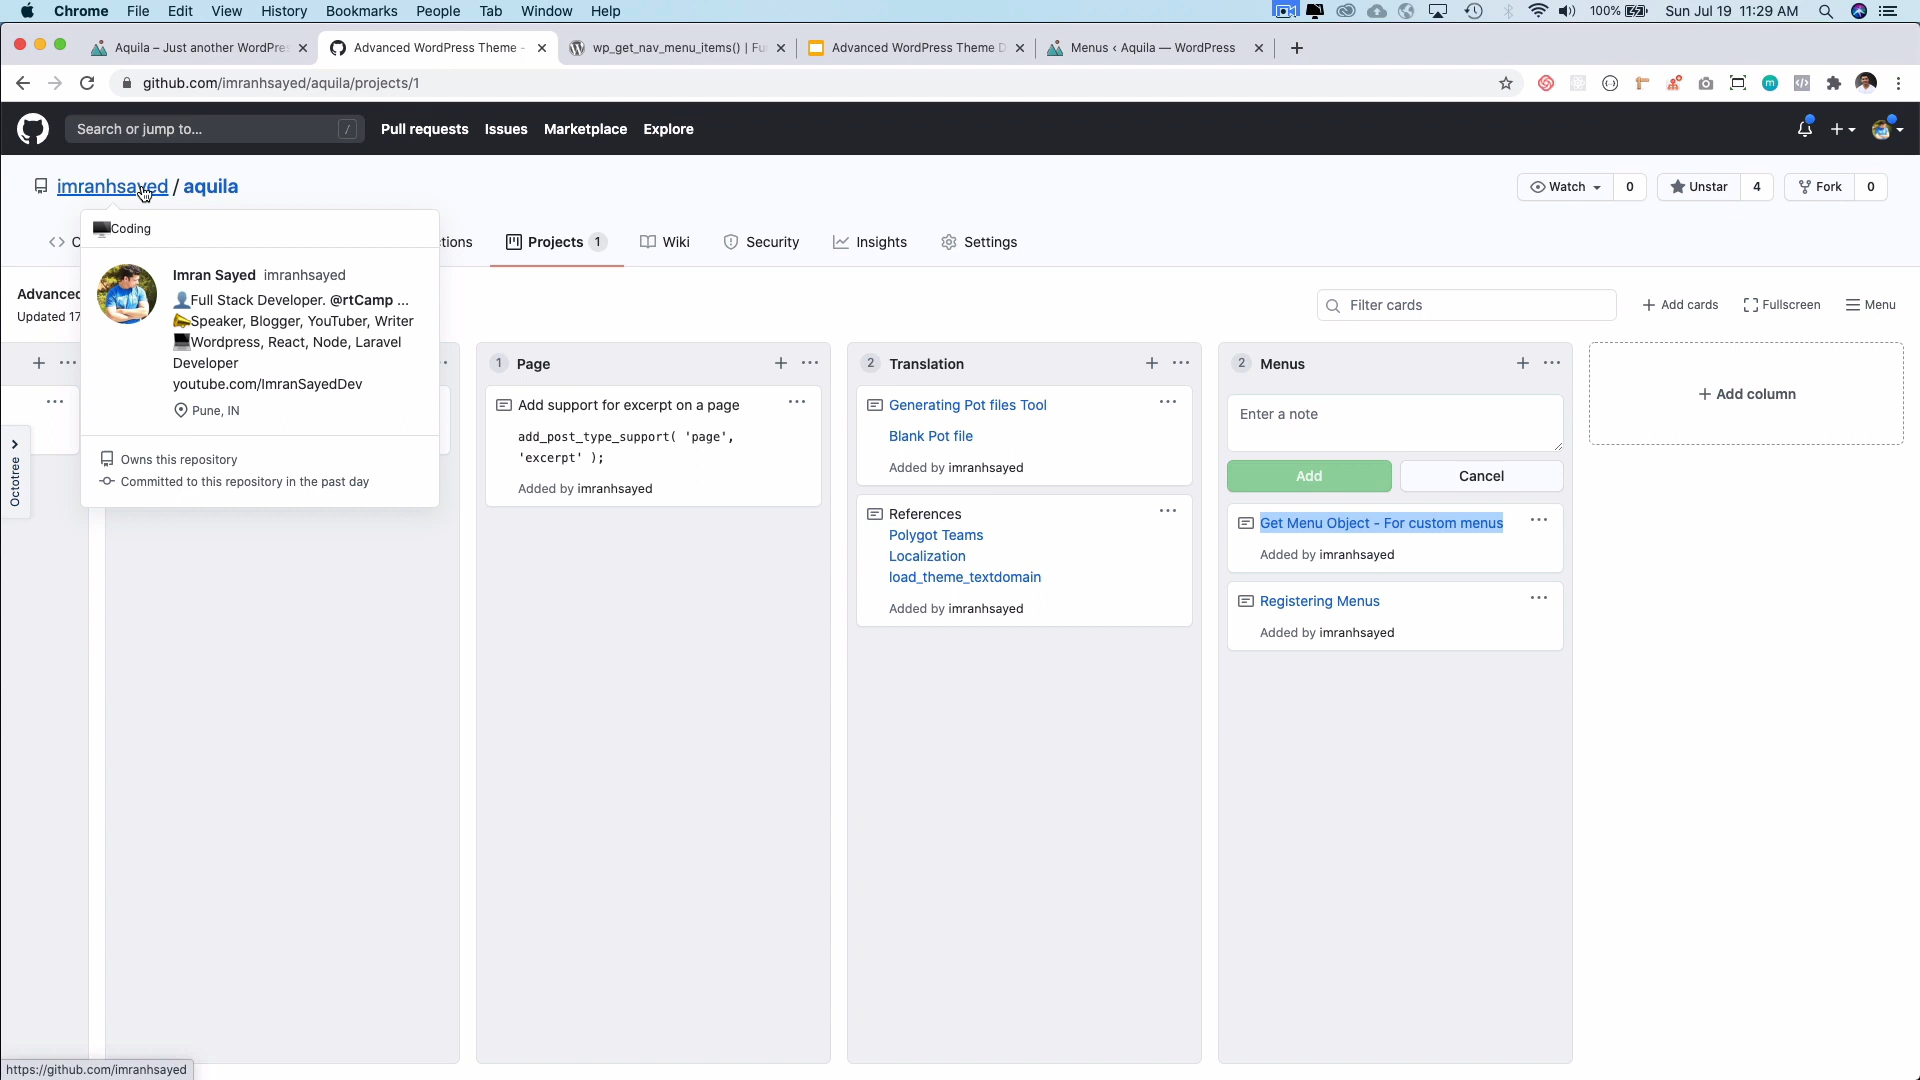 Chrome File Edit View History Bookmarks People Tab Window Help 100% Sun Jul 19 11:29 AM
Aquila – Just another WordPre Advanced WordPress Theme - wp_get_nav_menu_items() | Fu Advanced WordPress Theme D Menus ‹ Aquila — WordPress
github.com/imranhsayed/aquila/projects/1
Search or jump to... / Pull requests Issues Marketplace Explore
imranhsayed / aquila
Watch 0 Unstar 4 Fork 0
Coding
C ctions Projects 1 Wiki Security Insights Settings
Imran Sayed imranhsayed
Full Stack Developer. @rtCamp ...
Speaker, Blogger, YouTuber, Writer
Wordpress, React, Node, Laravel
Developer
youtube.com/ImranSayedDev
Pune, IN
Owns this repository
Committed to this repository in the past day
Advanced
Updated 17
Filter cards Add cards Fullscreen Menu
Octotree
1 Page
Add support for excerpt on a page
add_post_type_support( 'page',
'excerpt' );
Added by imranhsayed
2 Translation
Generating Pot files Tool
Blank Pot file
Added by imranhsayed
References
Polygot Teams
Localization
load_theme_textdomain
Added by imranhsayed
2 Menus
Enter a note
Add Cancel
Get Menu Object - For custom menus
Added by imranhsayed
Registering Menus
Added by imranhsayed
+ Add column
https://github.com/imranhsayed